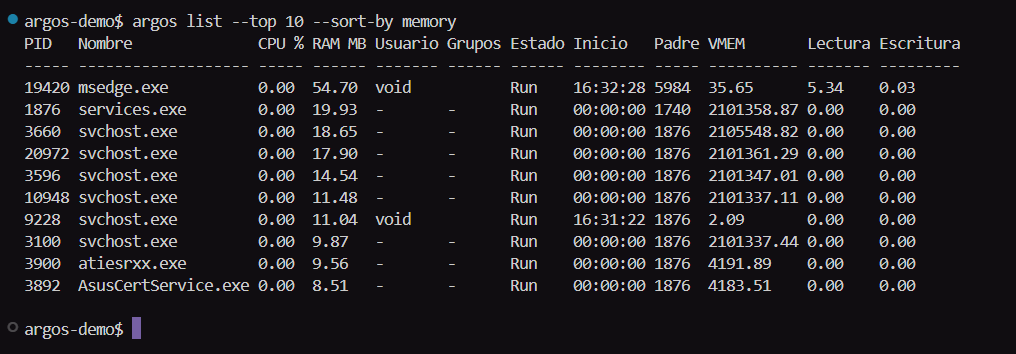 argos-demo$ argos list --top 10 --sort-by memory
PID   Nombre             CPU % RAM MB Usuario Grupos Estado Inicio   Padre VMEM       Lectura Escritura
----- ------------------- ----- ------ ------- ------ ------ -------- ----- ---------- ------- ---------
19420 msedge.exe          0.00  54.70  void           Run    16:32:28 5984  35.65      5.34    0.03
1876  services.exe        0.00  19.93  -       -      Run    00:00:00 1740  2101358.87 0.00    0.00
3660  svchost.exe         0.00  18.65  -       -      Run    00:00:00 1876  2105548.82 0.00    0.00
20972 svchost.exe         0.00  17.90  -       -      Run    00:00:00 1876  2101361.29 0.00    0.00
3596  svchost.exe         0.00  14.54  -       -      Run    00:00:00 1876  2101347.01 0.00    0.00
10948 svchost.exe         0.00  11.48  -       -      Run    00:00:00 1876  2101337.11 0.00    0.00
9228  svchost.exe         0.00  11.04  void           Run    16:31:22 1876  2.09       0.00    0.00
3100  svchost.exe         0.00  9.87   -       -      Run    00:00:00 1876  2101337.44 0.00    0.00
3900  atiesrxx.exe        0.00  9.56   -       -      Run    00:00:00 1876  4191.89    0.00    0.00
3892  AsusCertService.exe 0.00  8.51   -       -      Run    00:00:00 1876  4183.51    0.00    0.00
argos-demo$